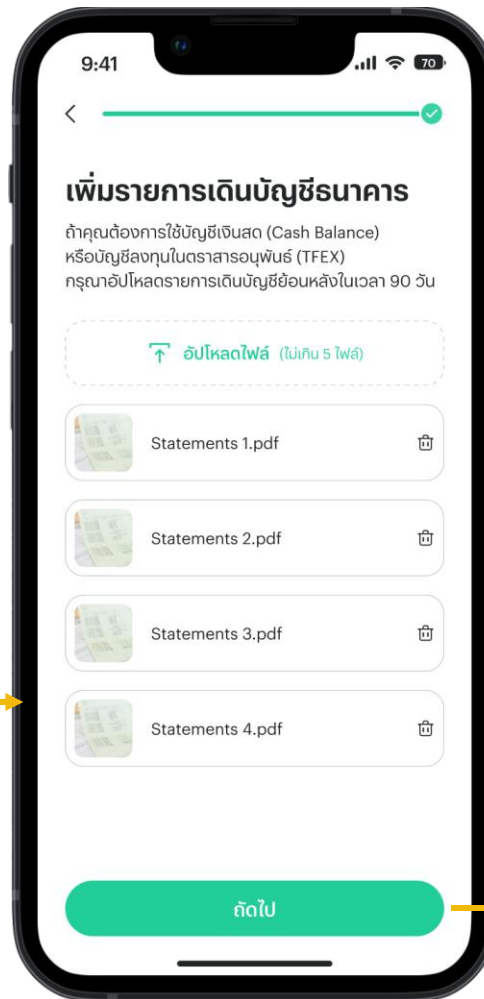 9:41
70
เพิ่มรายการเดินบัญชีธนาคาร
ถ้าคุณต้องการใช้บัญชีเงินสด (Cash Balance)
หรือบัญชีลงทุนในตราสารอนุพันธ์ (TFEX)
กรุณาอัปโหลดรายการเดินบัญชีย้อนหลังในเวลา 90 วัน
อัปโหลดไฟล์ (ไม่เกิน 5 ไฟล์)
Statements 1.pdf
Statements 2.pdf
Statements 3.pdf
Statements 4.pdf
ถัดไป